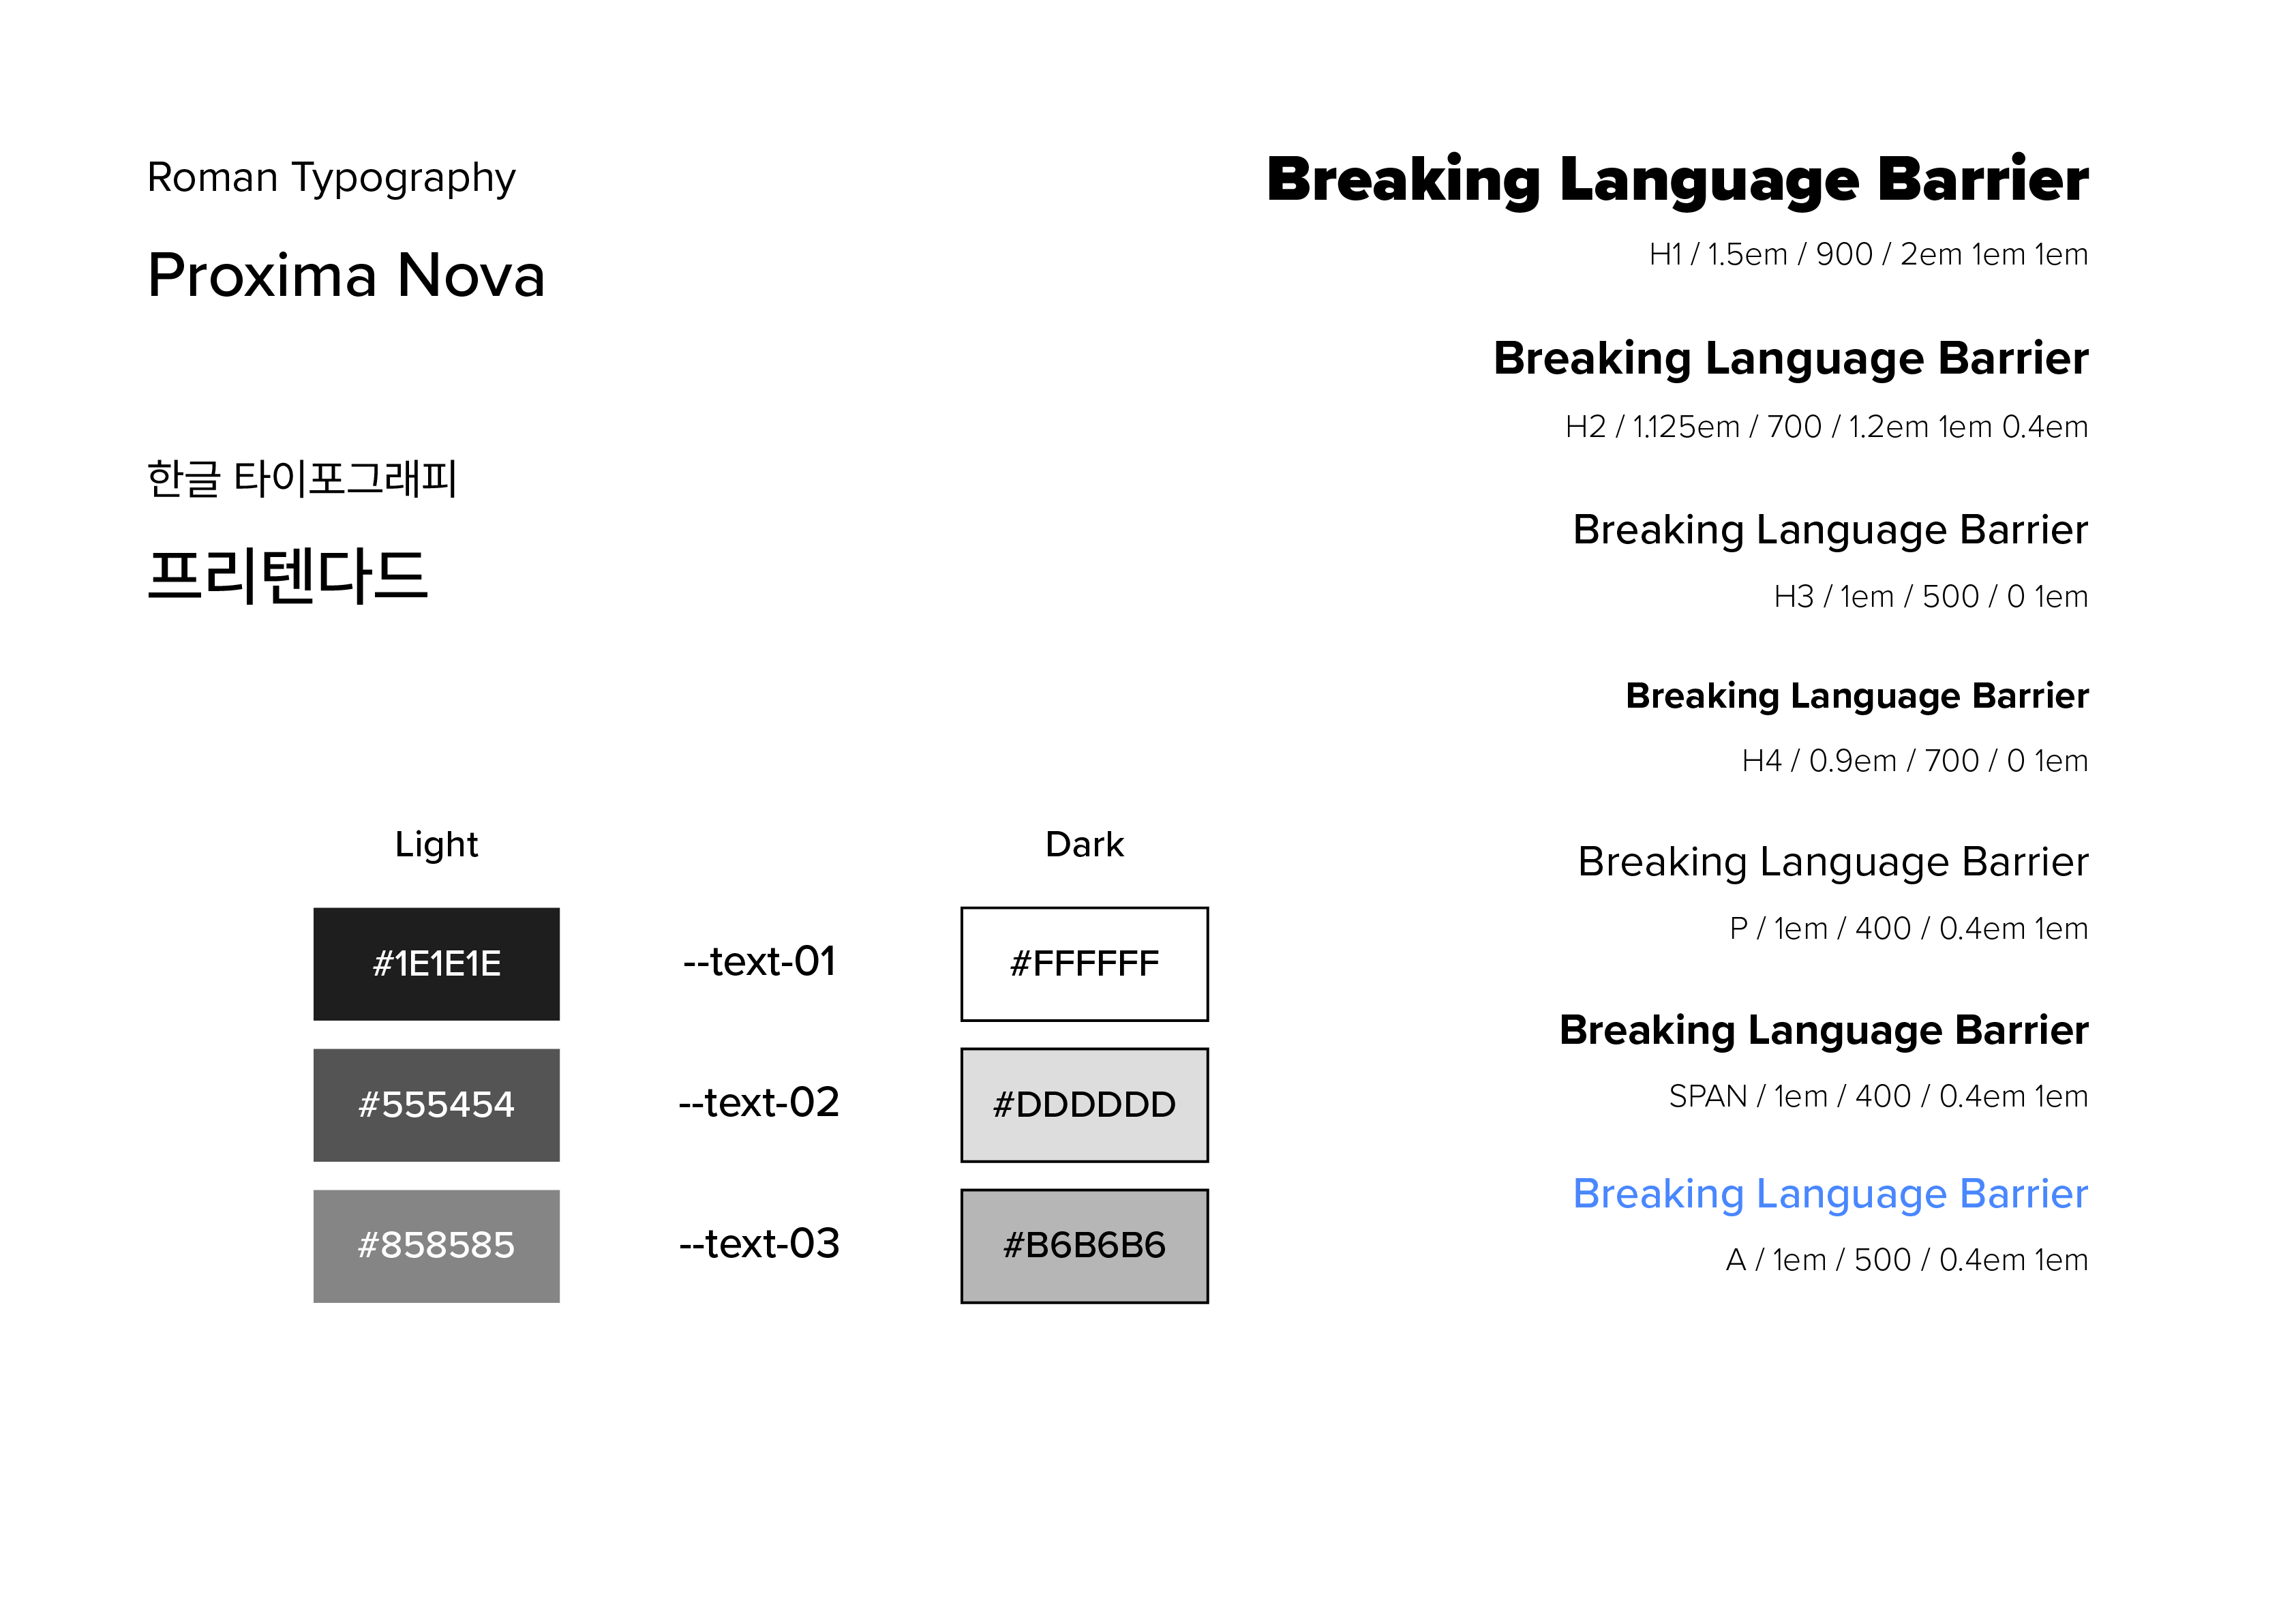 Roman Typography
Proxima Nova
한글 타이포그래피
프리텐다드
Light
Dark
#1E1E1E
--text-01
#FFFFFF
#555454
--text-02
#DDDDDD
#858585
--text-03
#B6B6B6
Breaking Language Barrier
H1 / 1.5em / 900 / 2em 1em 1em
Breaking Language Barrier
H2 / 1.125em / 700 / 1.2em 1em 0.4em
Breaking Language Barrier
H3 / 1em / 500 / 0 1em
Breaking Language Barrier
H4 / 0.9em / 700 / 0 1em
Breaking Language Barrier
P / 1em / 400 / 0.4em 1em
Breaking Language Barrier
SPAN / 1em / 400 / 0.4em 1em
Breaking Language Barrier
A / 1em / 500 / 0.4em 1em